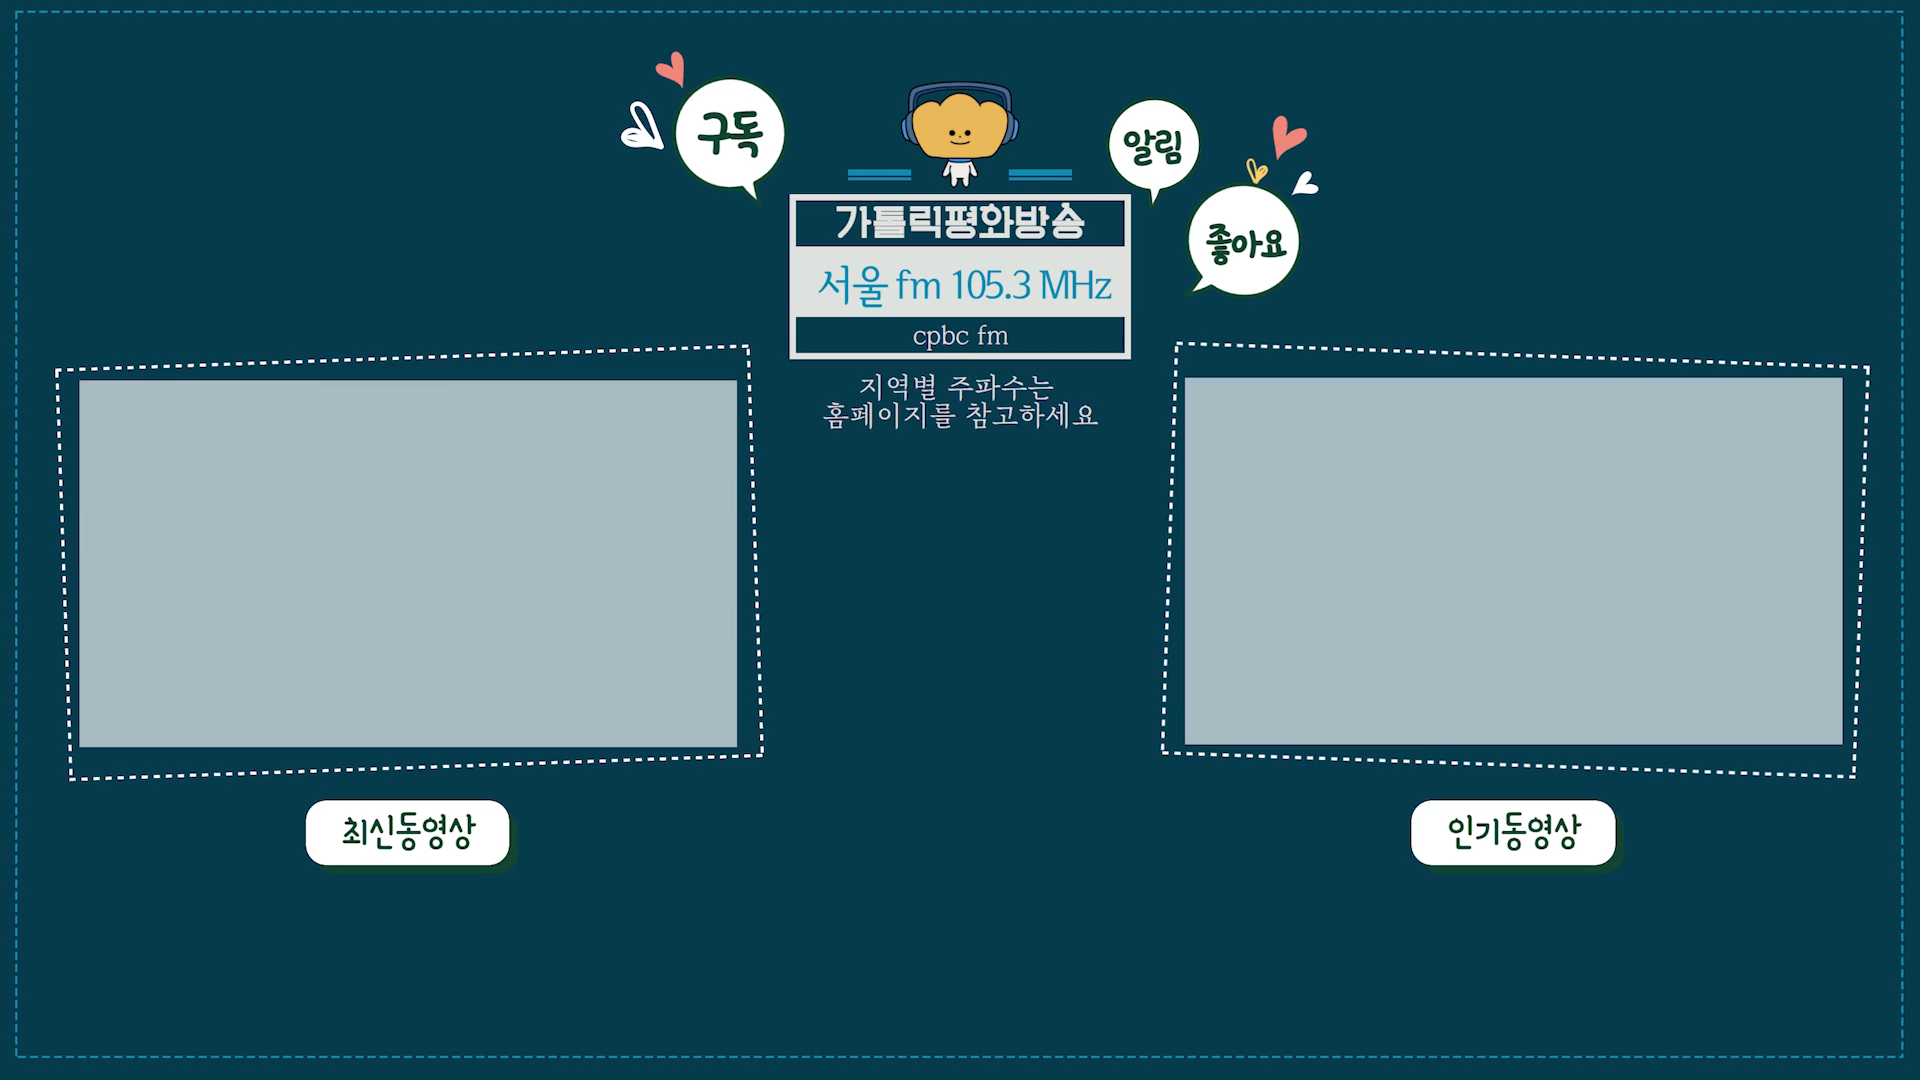 구독
알림
좋아요
가톨릭평화방송
서울 fm 105.3 MHz
cpbc fm
지역별 주파수는
홈페이지를 참고하세요
최신동영상
인기동영상